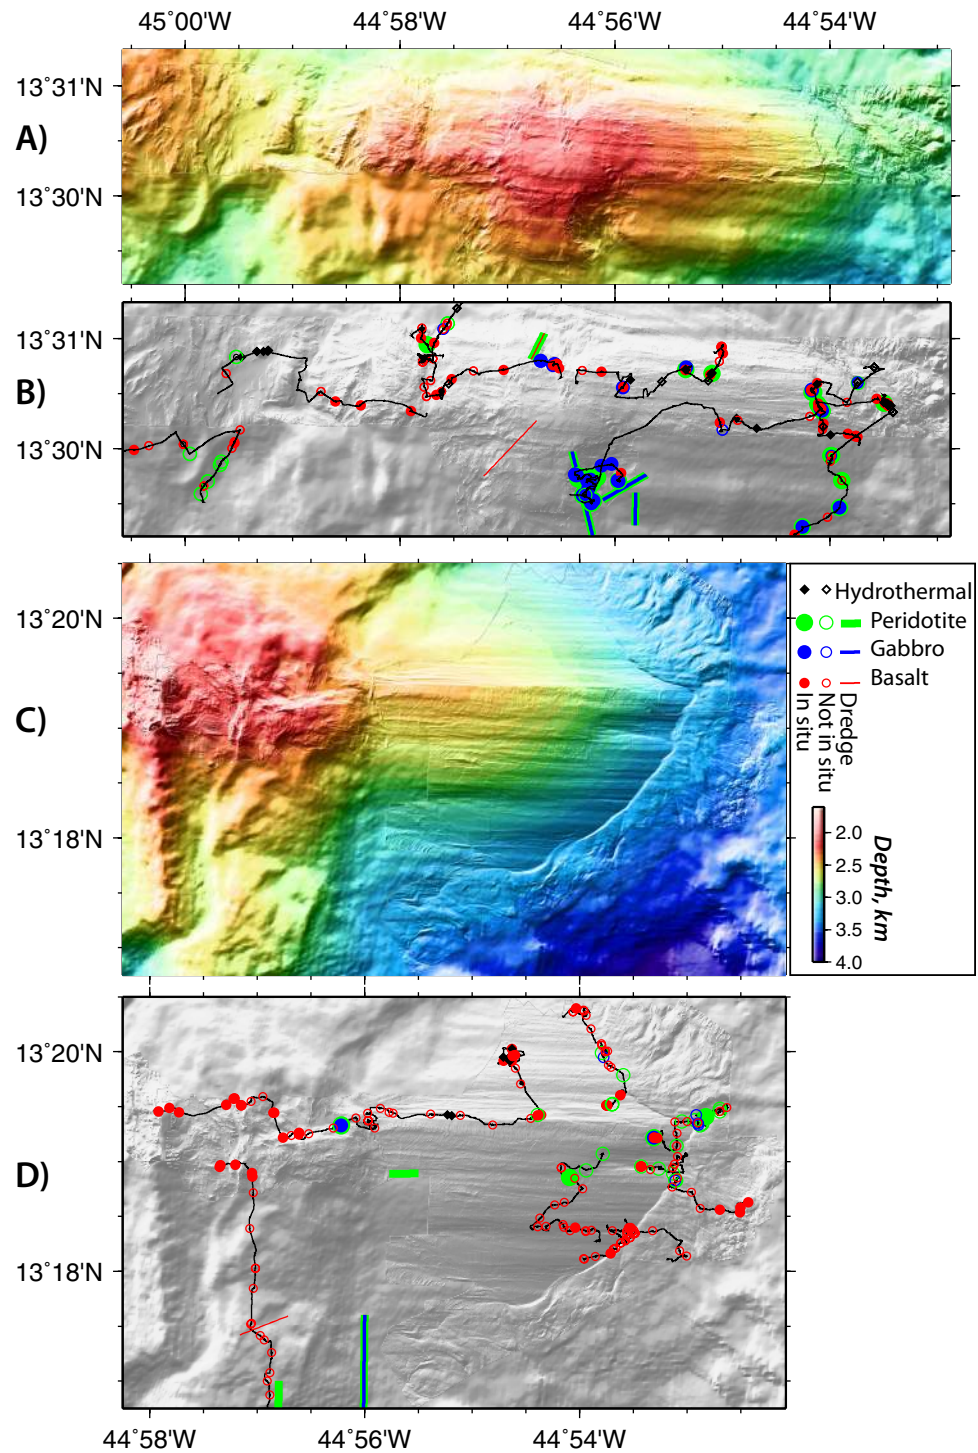 45˚00'W 44˚58'W 44˚56'W 44˚54'W
13˚31'N
A)
13˚30'N
13˚31'N
B)
13˚30'N
13˚20'N
C)
13˚18'N
Hydrothermal
Peridotite
Gabbro
Basalt
Dredge
Not in situ
In situ
2.0
2.5
3.0
3.5
4.0
Depth, km
13˚20'N
D)
13˚18'N
44˚58'W 44˚56'W 44˚54'W